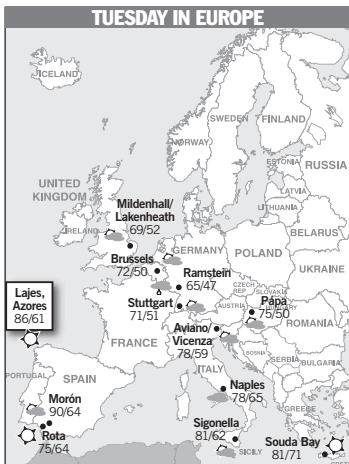 TUESDAY IN EUROPE
ICELAND
SWEDEN
FINLAND
NORWAY
ESTONIA
RUSSIA
LATVIA
LITHUANIA
UNITED
KINGDOM
Mildenhall/
Lakenheath
69/52
IRELAND
BELARUS
Brussels
72/50
GERMANY
POLAND
UKRAINE
Ramstein
65/47
CZECH
REP
SLOVAKIA
Lajes,
Azores
86/61
Stuttgart
71/51
AUSTRIA
HUNGARY
Pápa
75/50
ROMANIA
FRANCE
Aviano/
Vicenza
78/59
BOSNIA
SERBIA
BULGARIA
ITALY
PORTUGAL
SPAIN
Morón
90/64
Naples
78/65
GREECE
Rota
75/64
Sigonella
81/62
SICILY
Souda Bay
81/71